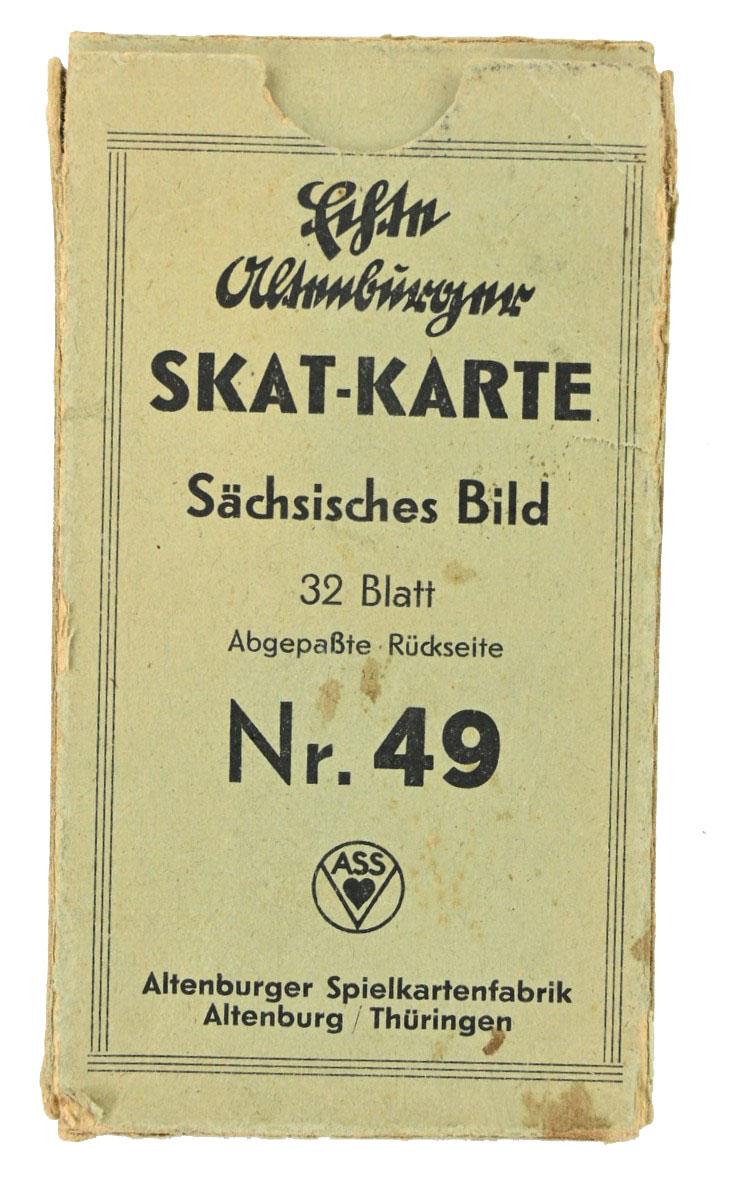 Echte
Altenburger
SKAT-KARTE
Sächsisches Bild
32 Blatt
Abgepaßte Rückseite
Nr. 49
ASS
Altenburger Spielkartenfabrik
Altenburg / Thüringen